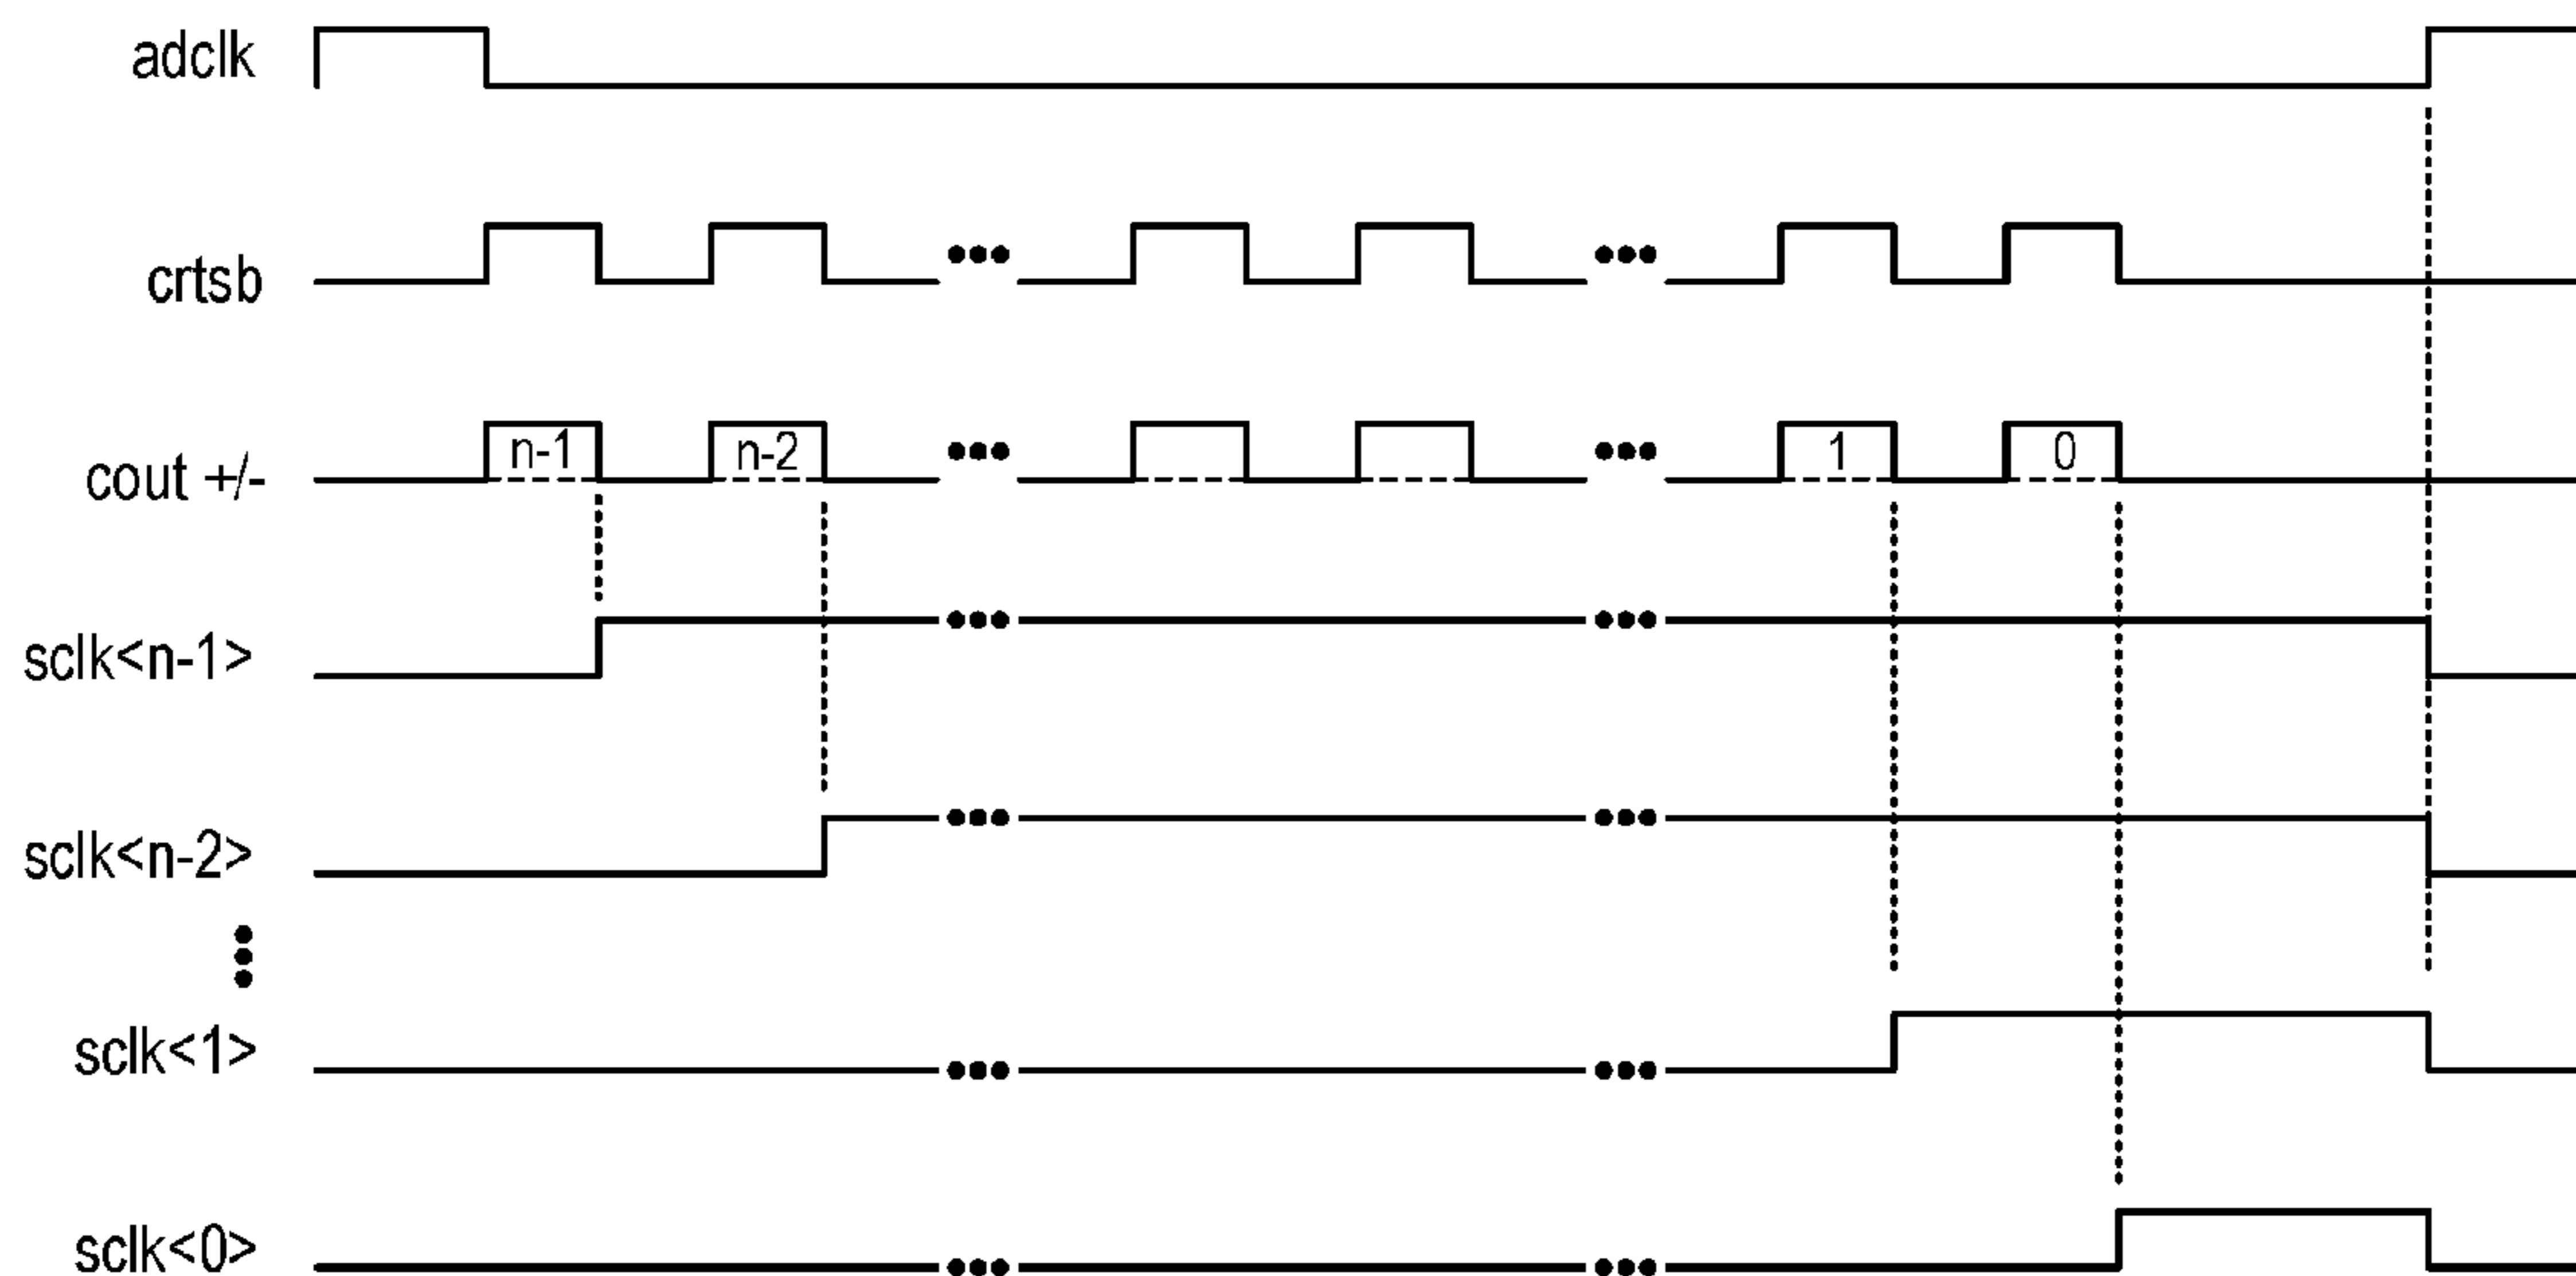 adclk
crtsb
cout +/-
n-1 n-2 1 0
sclk<n-1>
sclk<n-2>
sclk<1>
sclk<0>